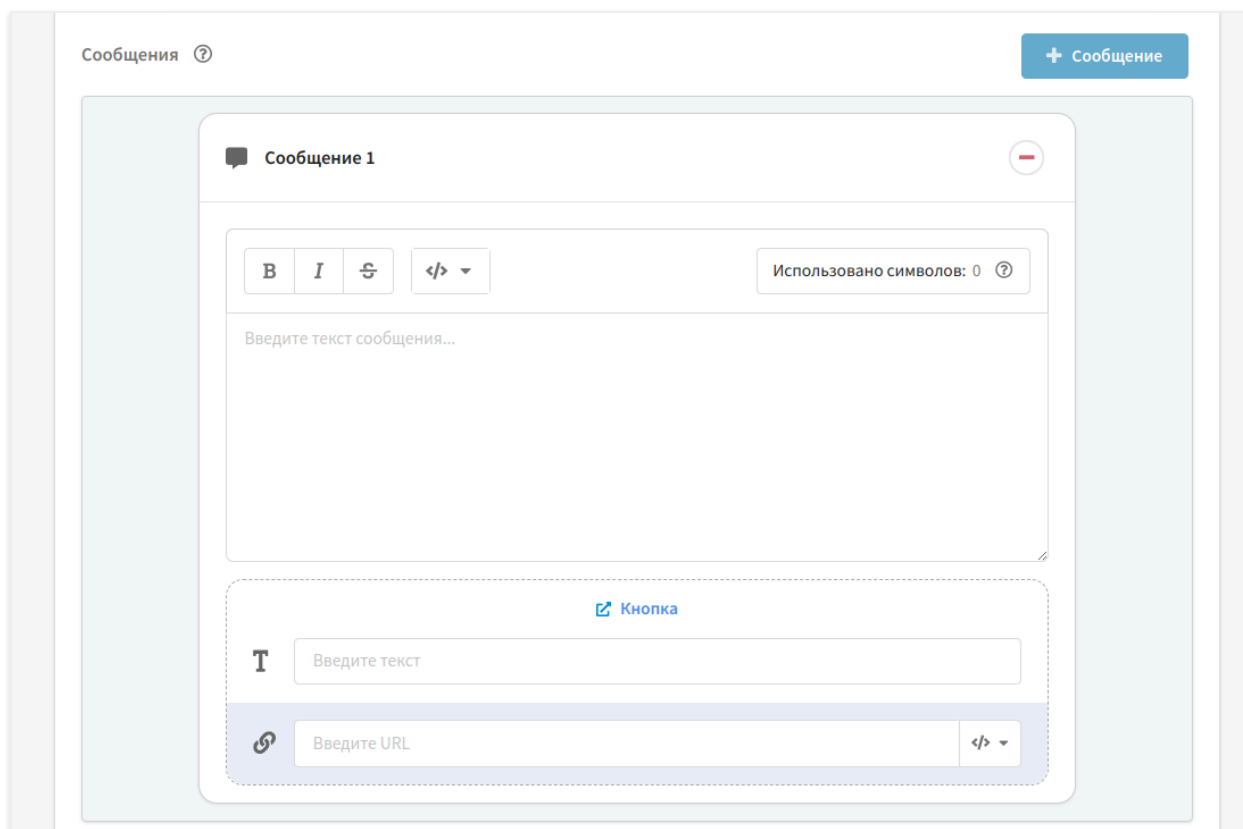 Сообщения
+ Сообщение
Сообщение 1
B I S </> Использовано символов: 0
Введите текст сообщения...
Кнопка
T Введите текст
Введите URL </>